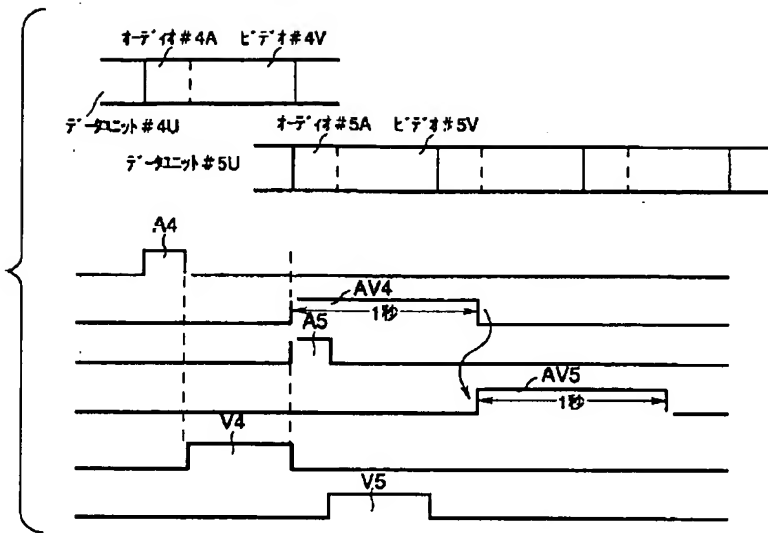 オーディオ#4A ビデオ#4V
データユニット#4U
オーディオ#5A ビデオ#5V
データユニット#5U
A4
AV4
1秒
A5
AV5
1秒
V4
V5